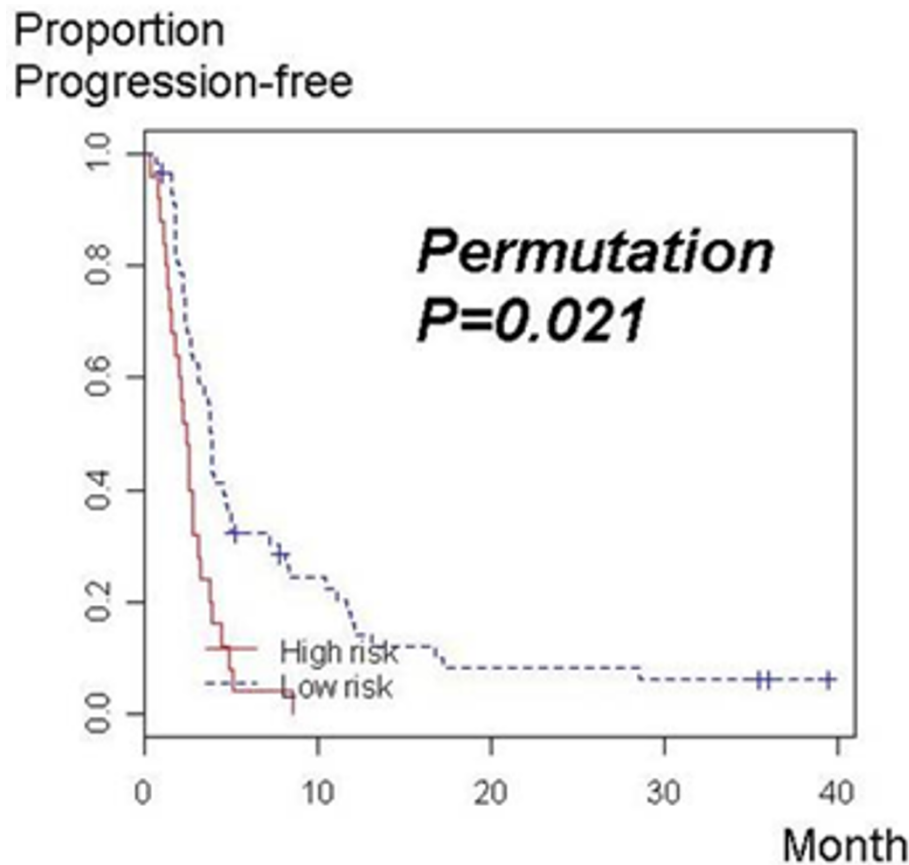 Proportion
Progression-free
1.0
0.8
0.6
0.4
0.2
0.0
Permutation
P=0.021
High risk
Low risk
0 10 20 30 40
Month